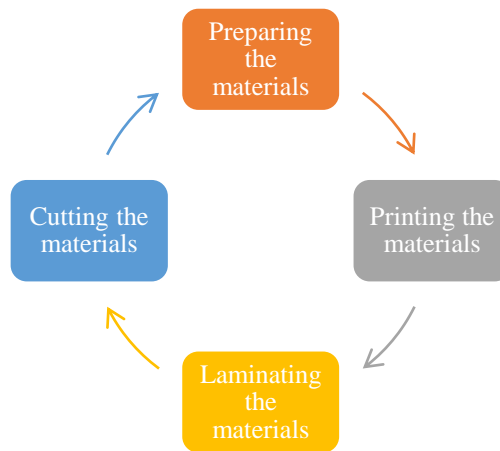 Preparing
the
materials
Printing the
materials
Laminating
the
materials
Cutting the
materials